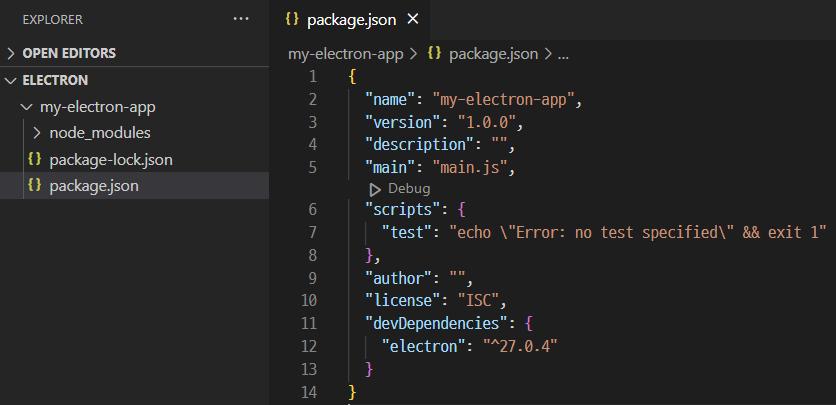 EXPLORER
OPEN EDITORS
ELECTRON
my-electron-app
node_modules
package-lock.json
package.json
package.json
my-electron-app > package.json > ...
1 {
2 "name": "my-electron-app",
3 "version": "1.0.0",
4 "description": "",
5 "main": "main.js",
Debug
6 "scripts": {
7 "test": "echo \"Error: no test specified\" && exit 1"
8 },
9 "author": "",
10 "license": "ISC",
11 "devDependencies": {
12 "electron": "^27.0.4"
13 }
14 }